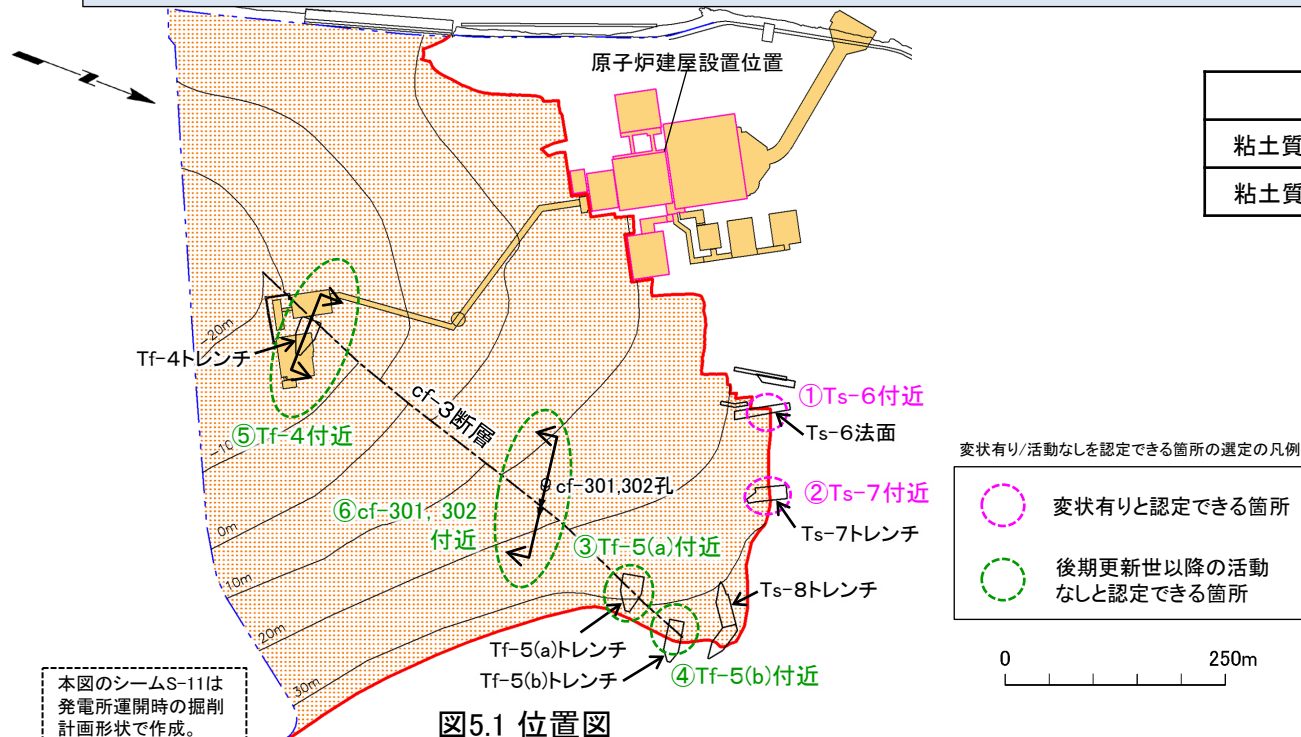 原子炉建屋設置位置
粘土質
粘土質
N
-20m
Tf-4トレンチ
cf-3断層
①Ts-6付近
Ts-6法面
⑤Tf-4付近
-10
変状有り/活動なしを認定できる箇所の選定の凡例
cf-301,302孔
②Ts-7付近
変状有りと認定できる箇所
⑥cf-301, 302
付近
Ts-7トレンチ
0m
③Tf-5(a)付近
後期更新世以降の活動
なしと認定できる箇所
10m
Ts-8トレンチ
20m
Tf-5(a)トレンチ
0
250m
Tf-5(b)トレンチ
④Tf-5(b)付近
30m
本図のシームS-11は
発電所運開時の掘削
計画形状で作成。
図5.1 位置図